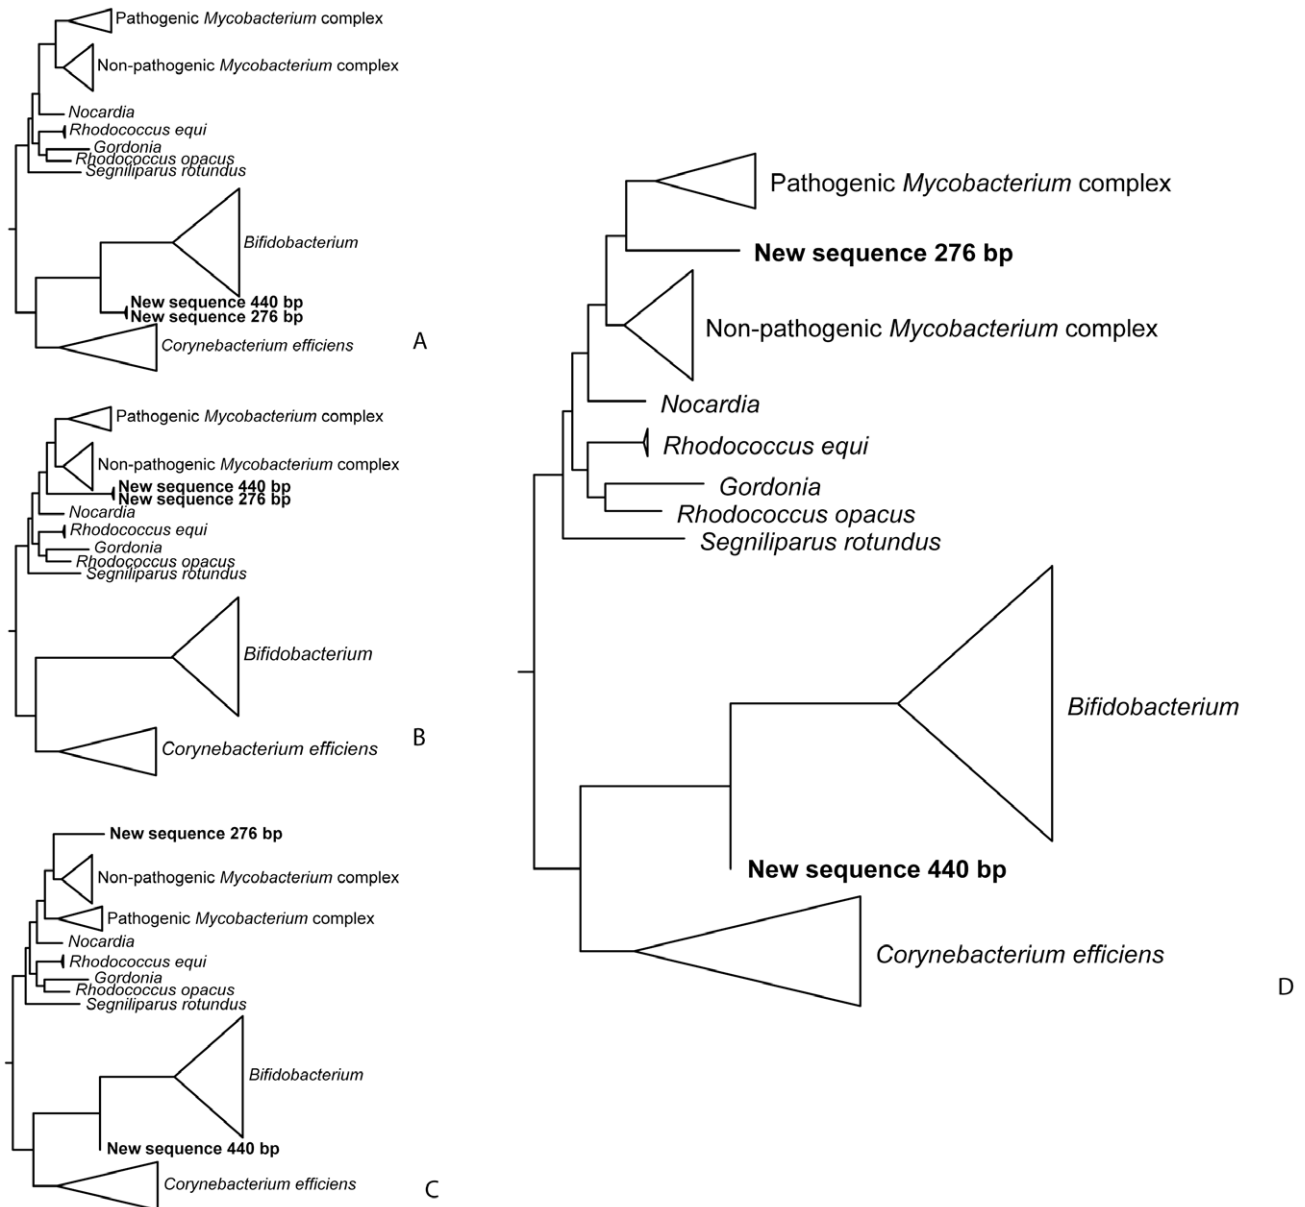 Pathogenic Mycobacterium complex
Non-pathogenic Mycobacterium complex
Nocardia
Rhodococcus equi
Gordonia
Rhodococcus opacus
Segniliparus rotundus
Bifidobacterium
New sequence 440 bp
New sequence 276 bp
Corynebacterium efficiens
A
Pathogenic Mycobacterium complex
Non-pathogenic Mycobacterium complex
New sequence 440 bp
New sequence 276 bp
Nocardia
Rhodococcus equi
Gordonia
Rhodococcus opacus
Segniliparus rotundus
Bifidobacterium
Corynebacterium efficiens
B
New sequence 276 bp
Non-pathogenic Mycobacterium complex
Pathogenic Mycobacterium complex
Nocardia
Rhodococcus equi
Gordonia
Rhodococcus opacus
Segniliparus rotundus
Bifidobacterium
New sequence 440 bp
Corynebacterium efficiens
C
Pathogenic Mycobacterium complex
New sequence 276 bp
Non-pathogenic Mycobacterium complex
Nocardia
Rhodococcus equi
Gordonia
Rhodococcus opacus
Segniliparus rotundus
Bifidobacterium
New sequence 440 bp
Corynebacterium efficiens
D